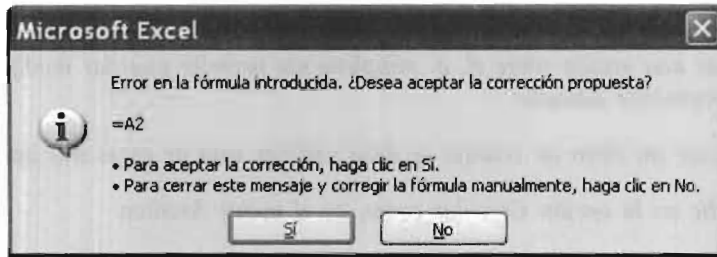 Microsoft Excel
Error en la fórmula introducida. ¿Desea aceptar la corrección propuesta?
=A2
• Para aceptar la corrección, haga clic en Sí.
• Para cerrar este mensaje y corregir la fórmula manualmente, haga clic en No.
Sí No